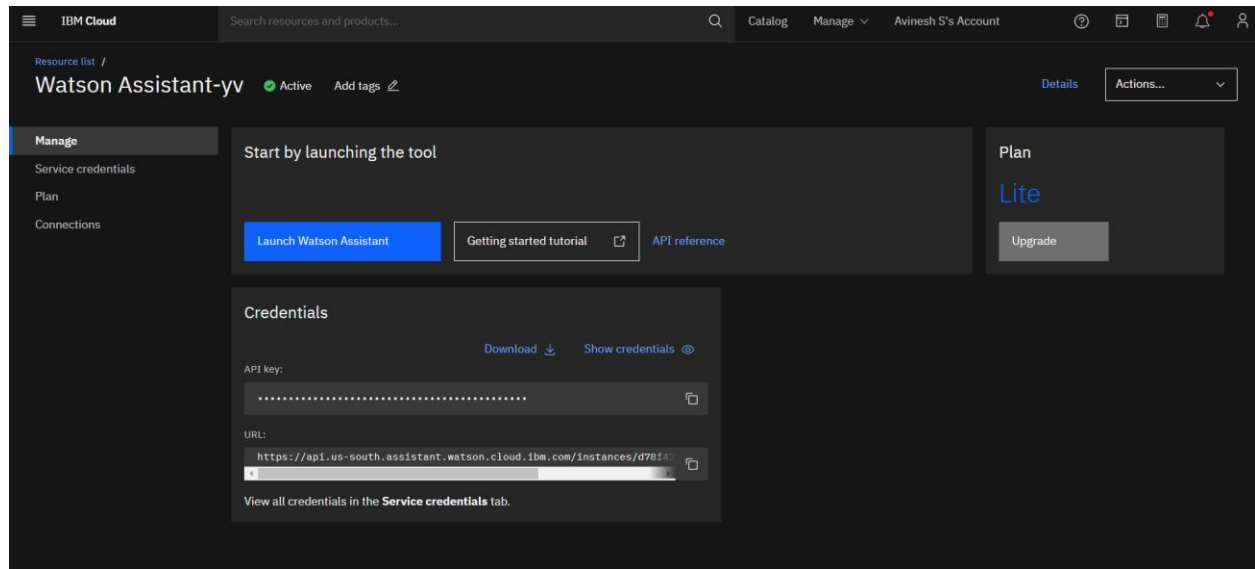 IBM Cloud
Search resources and products...
Catalog
Manage
Avinesh S's Account
Resource list /
Watson Assistant-yv
Active
Add tags
Details
Actions...
Manage
Service credentials
Plan
Connections
Start by launching the tool
Launch Watson Assistant
Getting started tutorial
API reference
Plan
Lite
Upgrade
Credentials
Download
Show credentials
API key:
URL:
https://api.us-south.assistant.watson.cloud.ibm.com/instances/d78f42
View all credentials in the Service credentials tab.